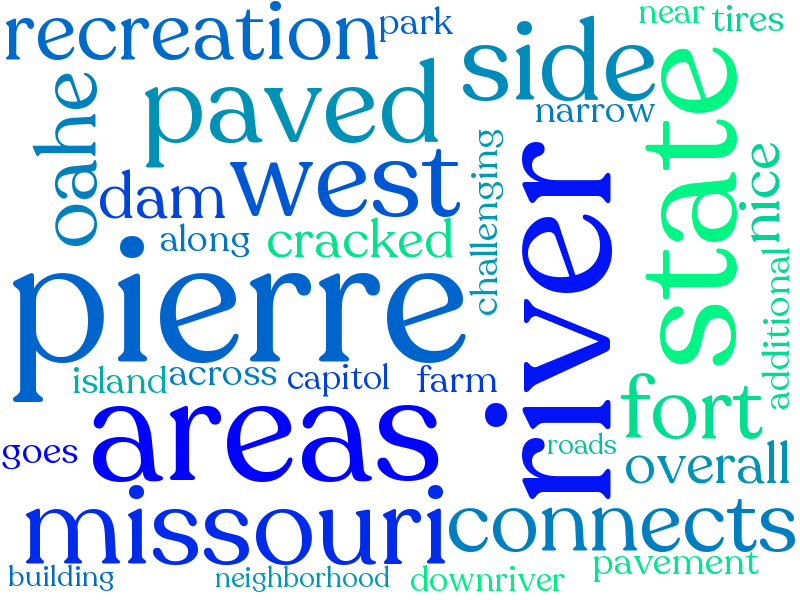 recreation
park
near
tires
side
narrow
paved
oahe
state
west
dam
challenging
river
nice
along
cracked
pierre
additional
island
across
capitol
farm
fort
areas
goes
roads
overall
missouri
connects
pavement
building
neighborhood
downriver